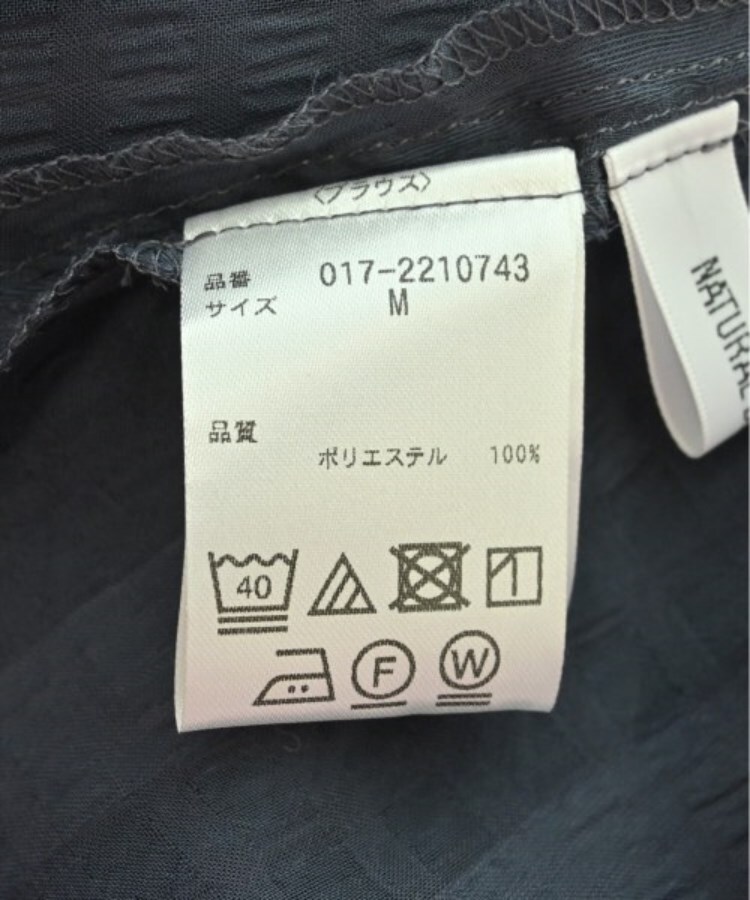 〈ブラウス〉
品番 017-2210743
サイズ M
品質
ポリエステル 100%
40
F
W
NATURAL